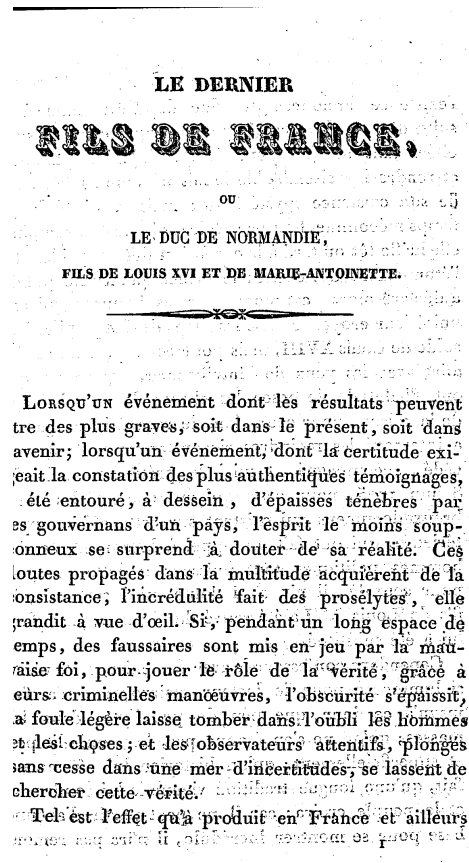 LE DERNIER
FILS DE FRANCE,
OU
LE DUC DE NORMANDIE,
FILS DE LOUIS XVI ET DE MARIE-ANTOINETTE.
LORSQU'UN événement dont les résultats peuvent
tre des plus graves, soit dans le présent, soit dans
avenir; lorsqu'un événement, dont la certitude exi-
eait la constation des plus authentiques témoignages,
été entouré, à dessein, d'épaisses ténèbres par
es gouvernans d'un pays, l'esprit le moins soup-
onneux se surprend à douter de sa réalité. Ces
outes propagés dans la multitude acquièrent de la
onsistance, l'incrédulité fait des prosélytes, elle
randit à vue d'œil. Si, pendant un long espace de
emps, des faussaires sont mis en jeu par la mau-
aise foi, pour jouer le rôle de la vérité, grâce à
eurs criminelles manœuvres, l'obscurité s'épaissit,
la foule légère laisse tomber dans l'oubli les hommes
et les choses; et les observateurs attentifs, plongés
sans cesse dans une mer d'incertitudes, se lassent de
chercher cette vérité.
Tel est l'effet qu'a produit en France et ailleurs
1